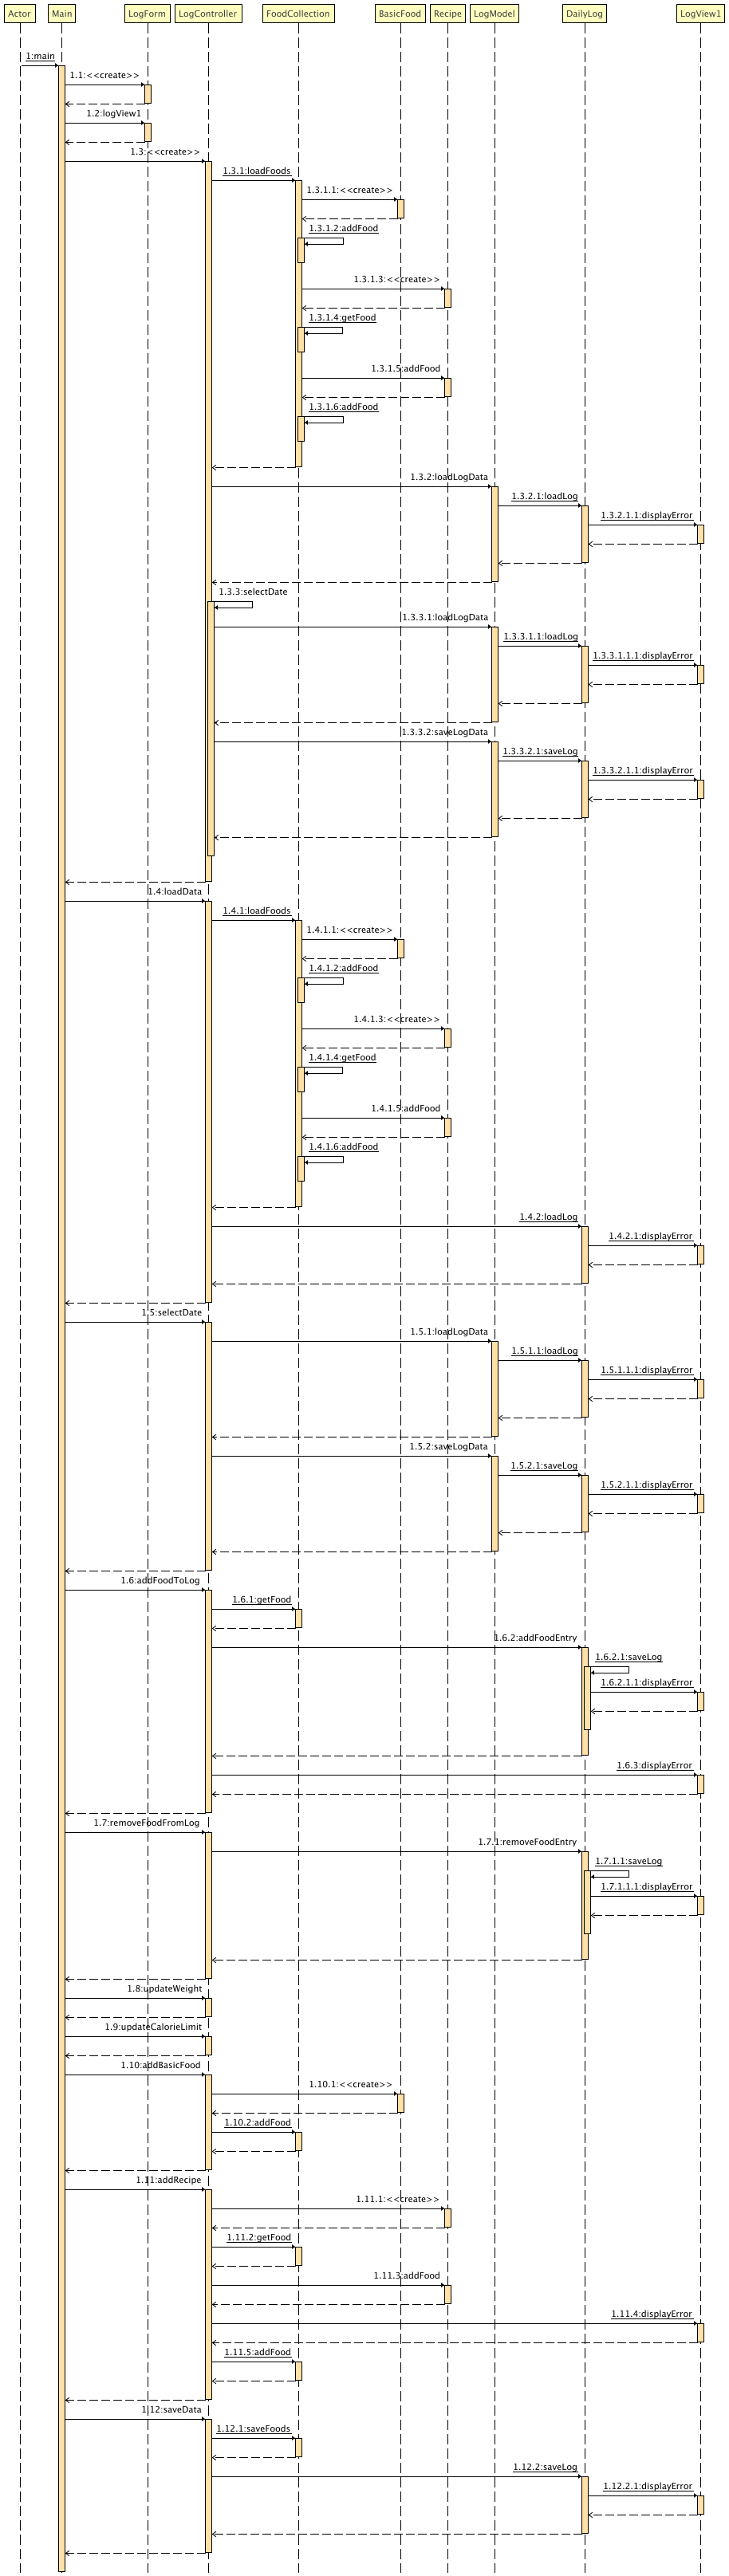 Actor Main LogForm LogController FoodCollection BasicFood Recipe LogModel DailyLog LogView1
1:main
1.1:<<create>>
1.2:logView1
1.3:<<create>>
1.3.1:loadFoods
1.3.1.1:<<create>>
1.3.1.2:addFood
1.3.1.3:<<create>>
1.3.1.4:getFood
1.3.1.5:addFood
1.3.1.6:addFood
1.3.2:loadLogData
1.3.2.1:loadLog
1.3.2.1.1:displayError
1.3.3:selectDate
1.3.3.1:loadLogData
1.3.3.1.1:loadLog
1.3.3.1.1.1:displayError
1.3.3.2:saveLogData
1.3.3.2.1:saveLog
1.3.3.2.1.1:displayError
1.4:loadData
1.4.1:loadFoods
1.4.1.1:<<create>>
1.4.1.2:addFood
1.4.1.3:<<create>>
1.4.1.4:getFood
1.4.1.5:addFood
1.4.1.6:addFood
1.4.2:loadLog
1.4.2.1:displayError
1.5:selectDate
1.5.1:loadLogData
1.5.1.1:loadLog
1.5.1.1.1:displayError
1.5.2:saveLogData
1.5.2.1:saveLog
1.5.2.1.1:displayError
1.6:addFoodToLog
1.6.1:getFood
1.6.2:addFoodEntry
1.6.2.1:saveLog
1.6.2.1.1:displayError
1.6.3:displayError
1.7:removeFoodFromLog
1.7.1:removeFoodEntry
1.7.1.1:saveLog
1.7.1.1.1:displayError
1.8:updateWeight
1.9:updateCalorieLimit
1.10:addBasicFood
1.10.1:<<create>>
1.10.2:addFood
1.11:addRecipe
1.11.1:<<create>>
1.11.2:getFood
1.11.3:addFood
1.11.4:displayError
1.11.5:addFood
1.12:saveData
1.12.1:saveFoods
1.12.2:saveLog
1.12.2.1:displayError